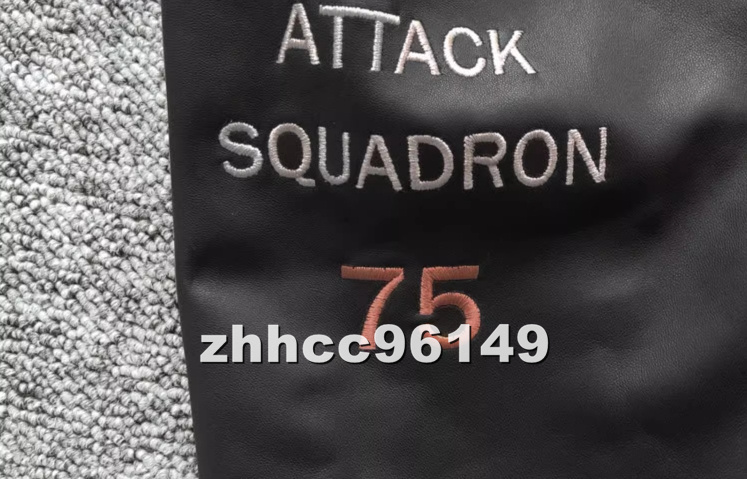 ATTACK
SQUADRON
75
zhhcc96149